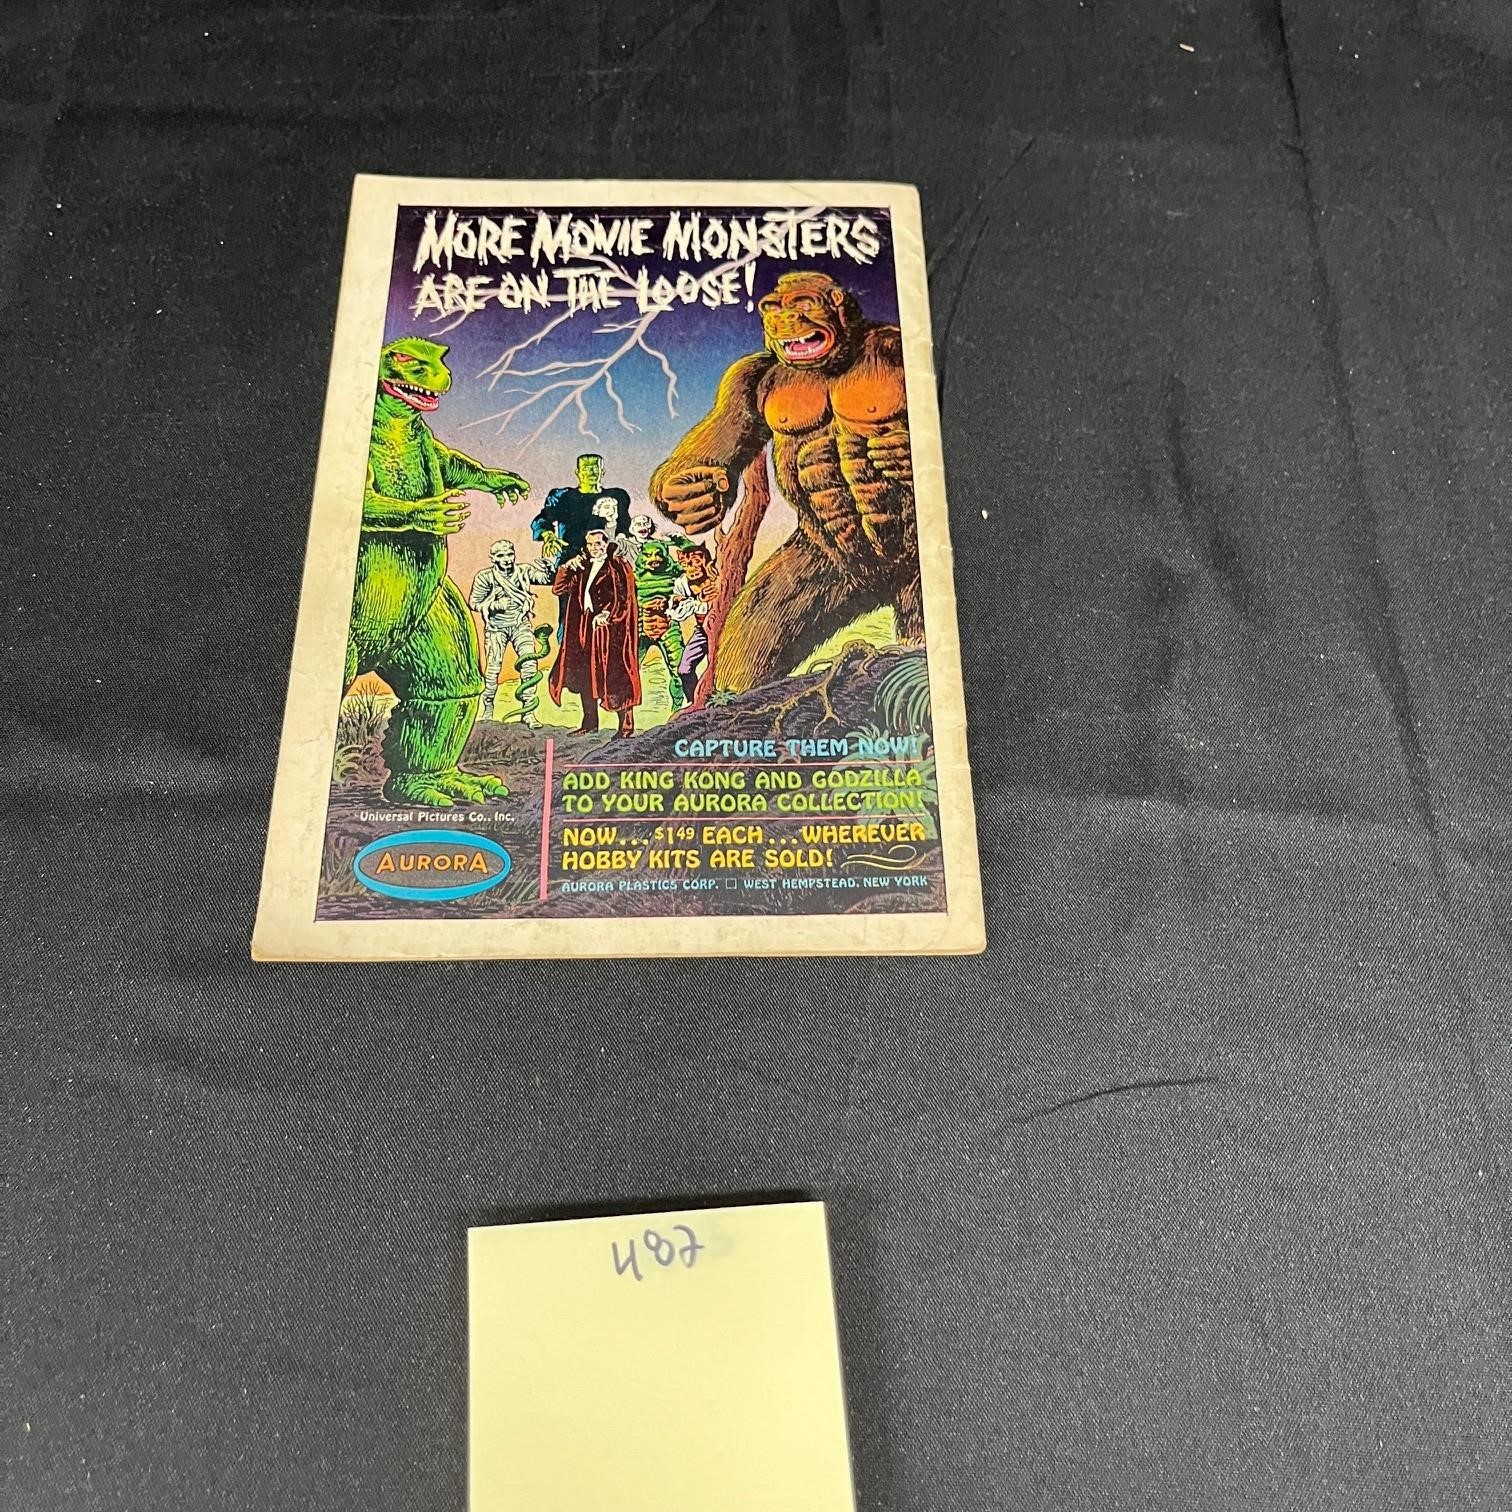 MORE MOVIE MONSTERS
ARE ON THE LOOSE!
CAPTURE THEM NOW!
ADD KING KONG AND GODZILLA
TO YOUR AURORA COLLECTION!
NOW... $1.49 EACH... WHEREVER
HOBBY KITS ARE SOLD!
AURORA PLASTICS CORP. □ WEST HEMPSTEAD, NEW YORK
Universal Pictures Co., Inc.
AURORA
487